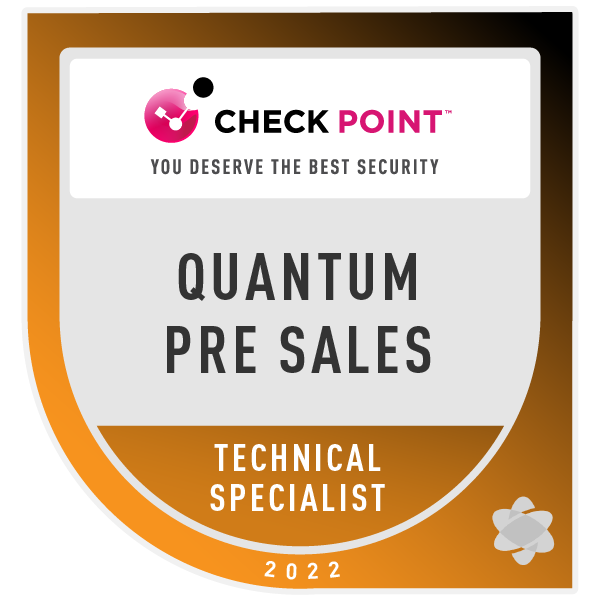 CHECK POINT™
YOU DESERVE THE BEST SECURITY
QUANTUM
PRE SALES
TECHNICAL
SPECIALIST
2022